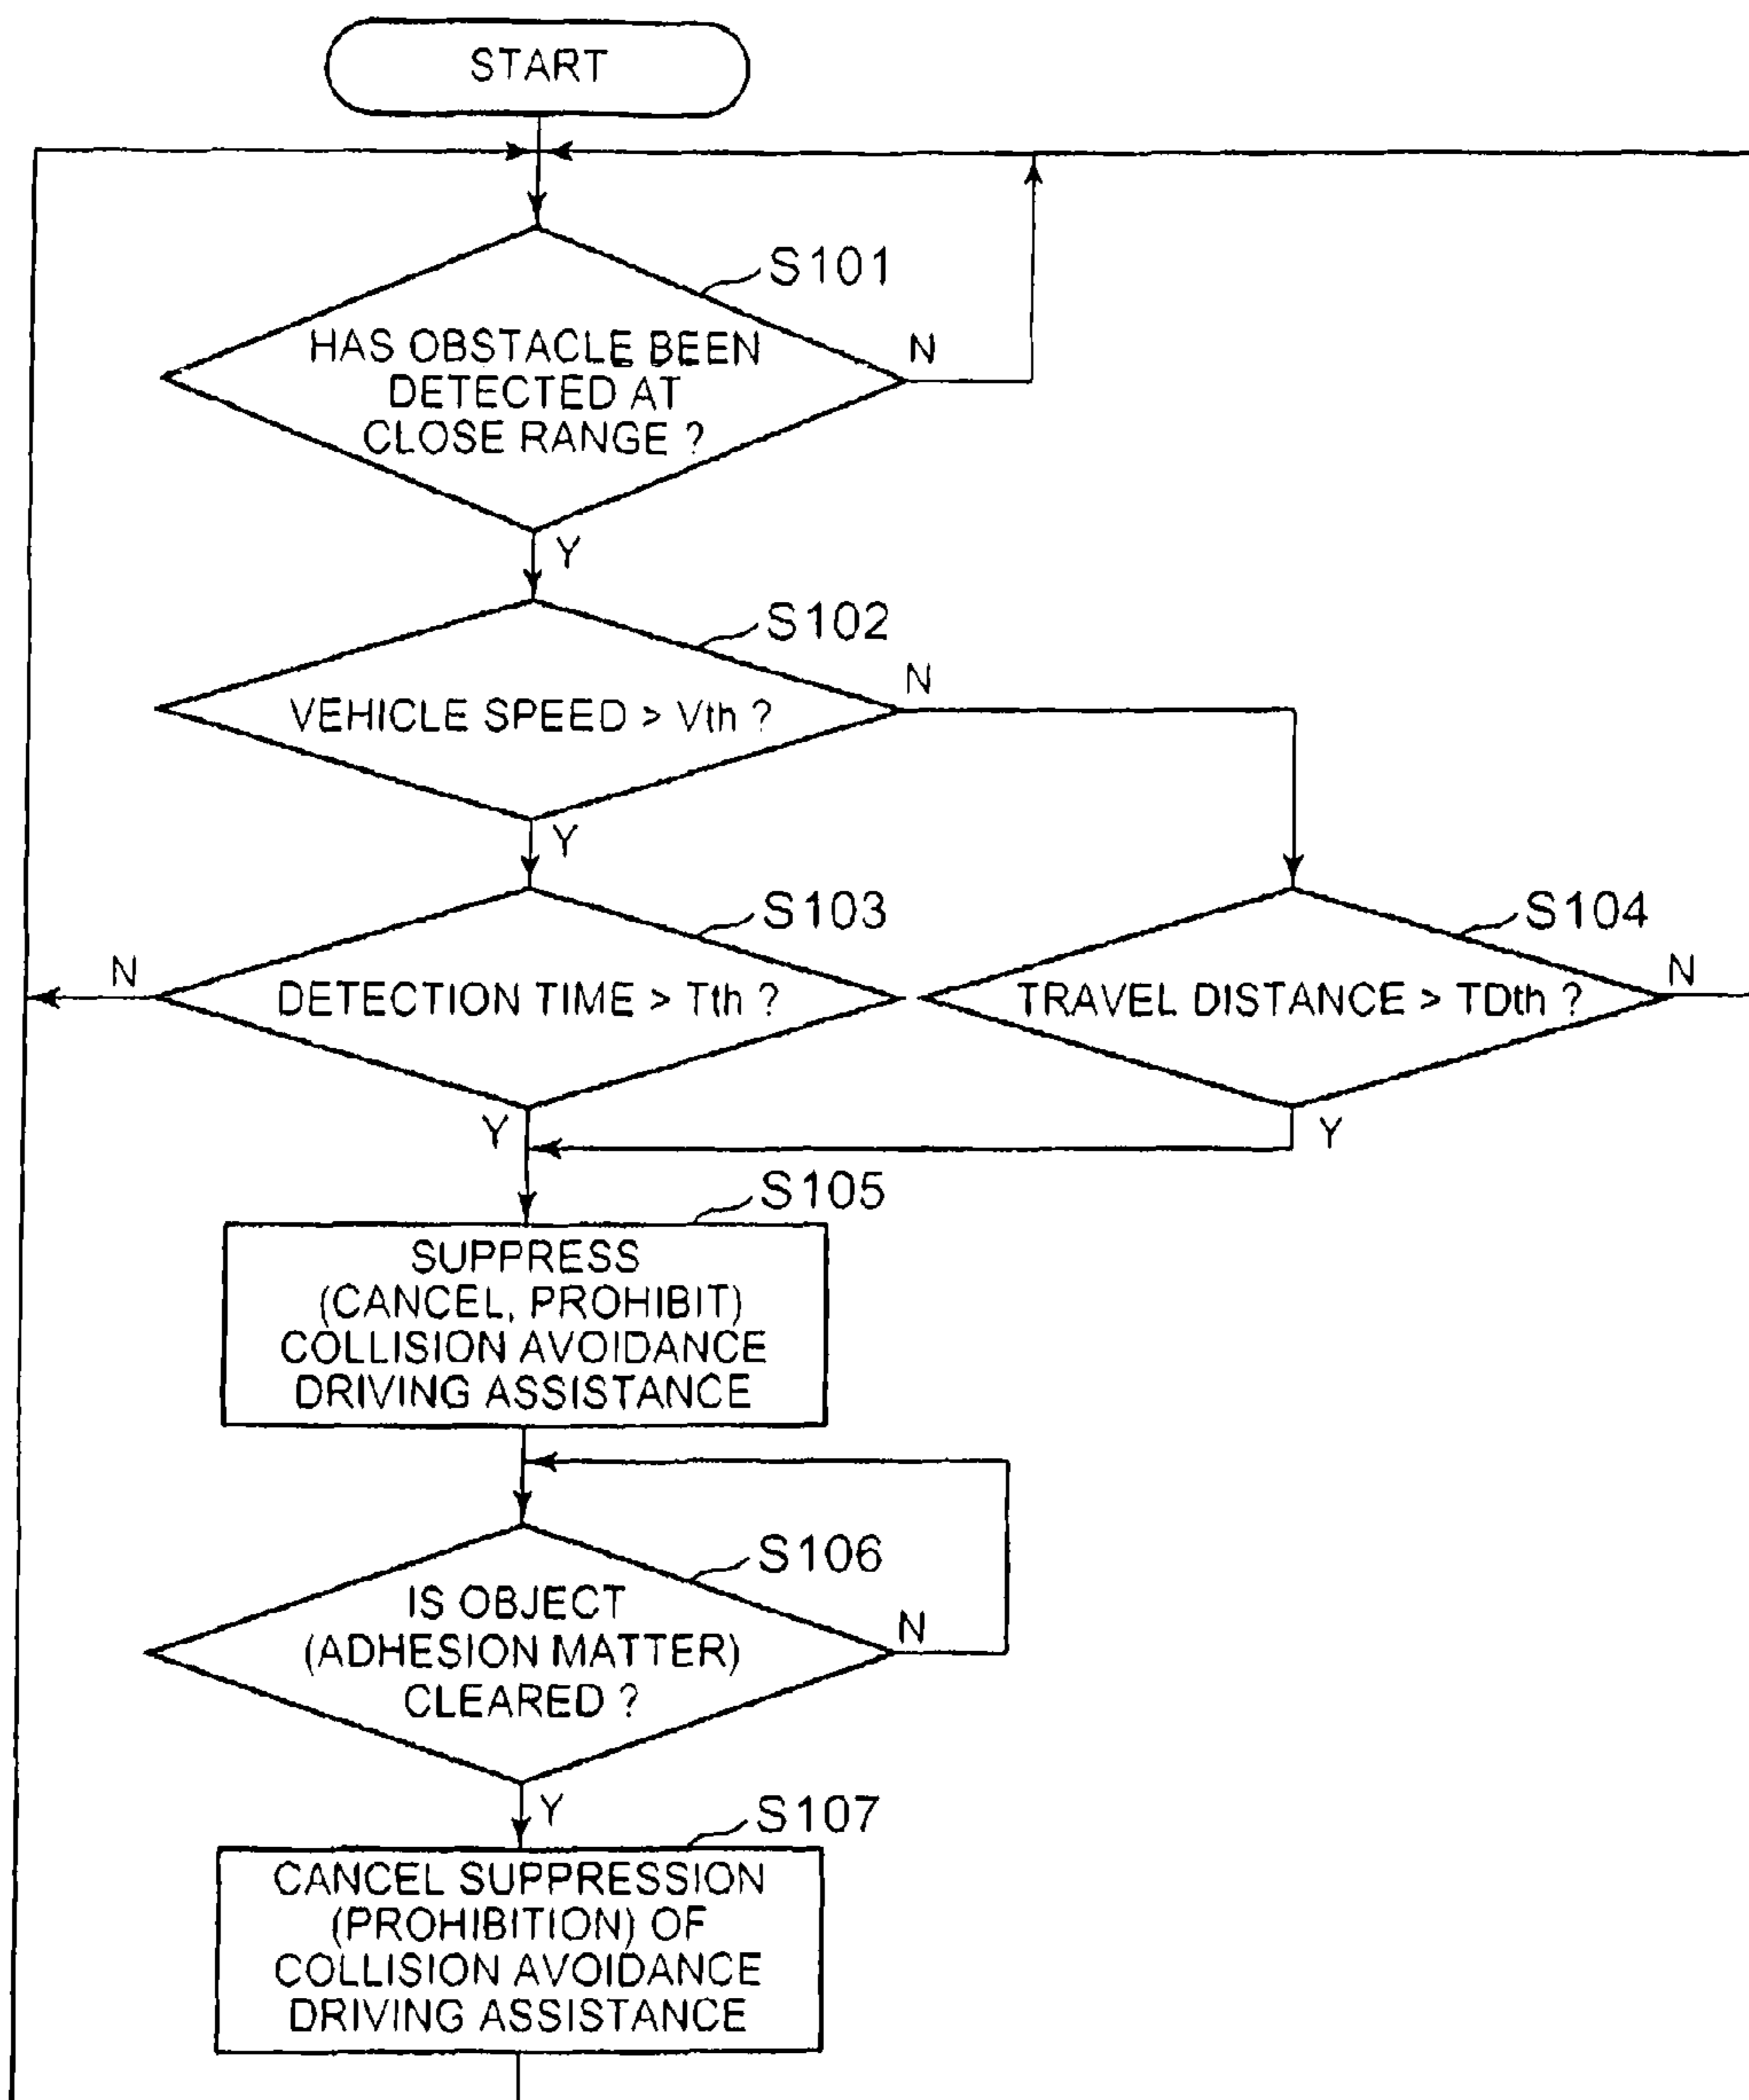 START
S101
HAS OBSTACLE BEEN
DETECTED AT
CLOSE RANGE ?
N
Y
S102
VEHICLE SPEED > Vth ?
N
Y
S103
DETECTION TIME > Tth ?
N
Y
S104
TRAVEL DISTANCE > TDth ?
N
Y
S105
SUPPRESS
(CANCEL, PROHIBIT)
COLLISION AVOIDANCE
DRIVING ASSISTANCE
S106
IS OBJECT
(ADHESION MATTER)
CLEARED ?
N
Y
S107
CANCEL SUPPRESSION
(PROHIBITION) OF
COLLISION AVOIDANCE
DRIVING ASSISTANCE